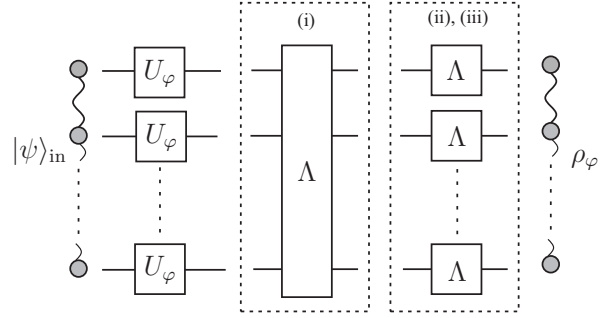 (i) (ii), (iii)
U_φ Λ
U_φ Λ
|ψ⟩_in Λ ρ_φ
U_φ Λ